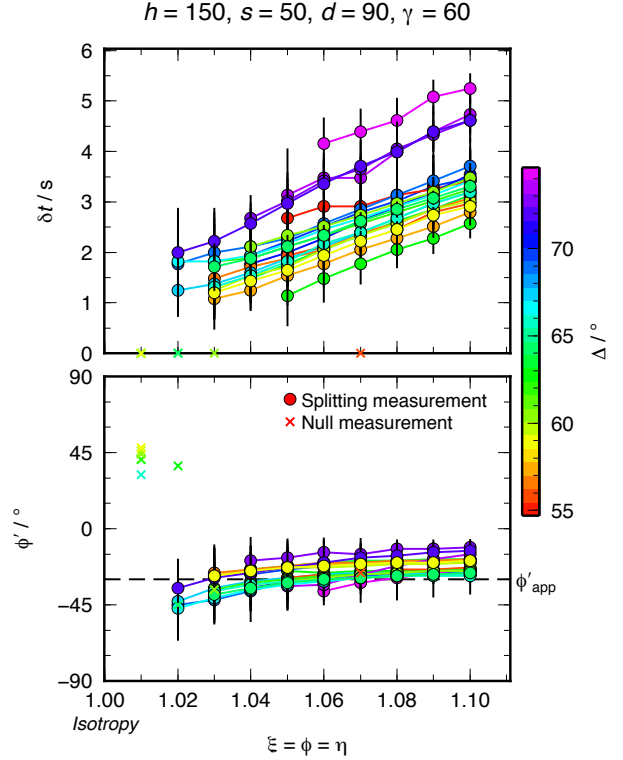 h = 150, s = 50, d = 90, γ = 60
6
5
4
3
2
1
0
δt / s
90
45
0
−45
−90
ϕ′ / °
Splitting measurement
Null measurement
ϕ′app
1.00 1.02 1.04 1.06 1.08 1.10
Isotropy
ξ = ϕ = η
70
65
60
55
Δ / °